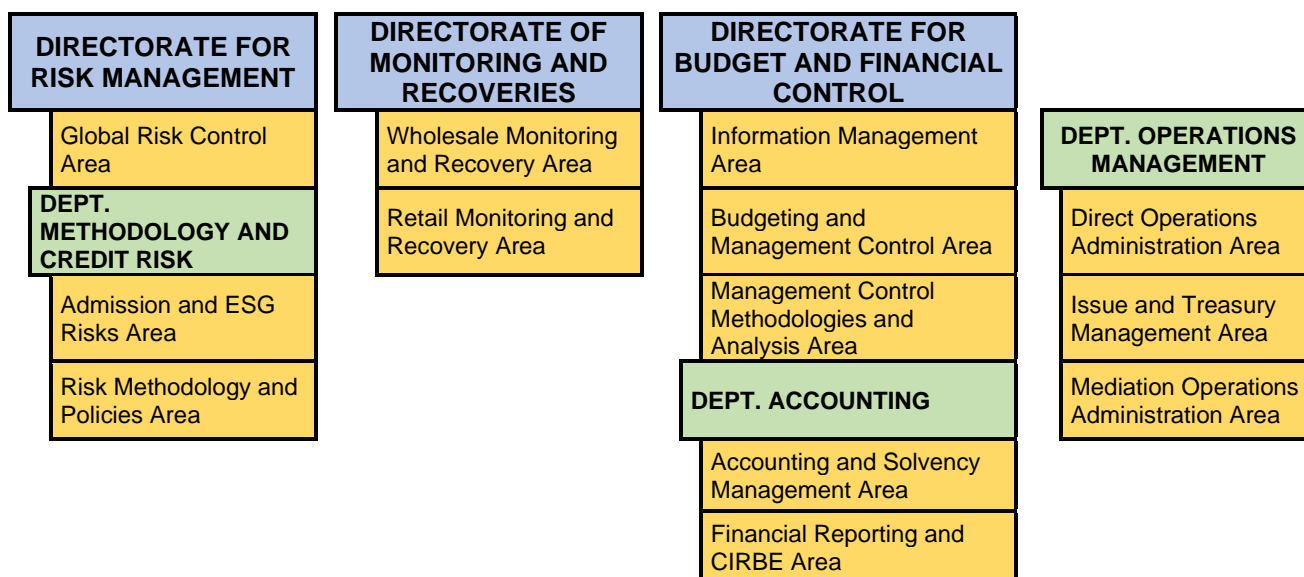 DIRECTORATE FOR
RISK MANAGEMENT
Global Risk Control
Area
DEPT.
METHODOLOGY AND
CREDIT RISK
Admission and ESG
Risks Area
Risk Methodology and
Policies Area
DIRECTORATE OF
MONITORING AND
RECOVERIES
Wholesale Monitoring
and Recovery Area
Retail Monitoring and
Recovery Area
DIRECTORATE FOR
BUDGET AND FINANCIAL
CONTROL
Information Management
Area
Budgeting and
Management Control Area
Management Control
Methodologies and
Analysis Area
DEPT. ACCOUNTING
Accounting and Solvency
Management Area
Financial Reporting and
CIRBE Area
DEPT. OPERATIONS
MANAGEMENT
Direct Operations
Administration Area
Issue and Treasury
Management Area
Mediation Operations
Administration Area